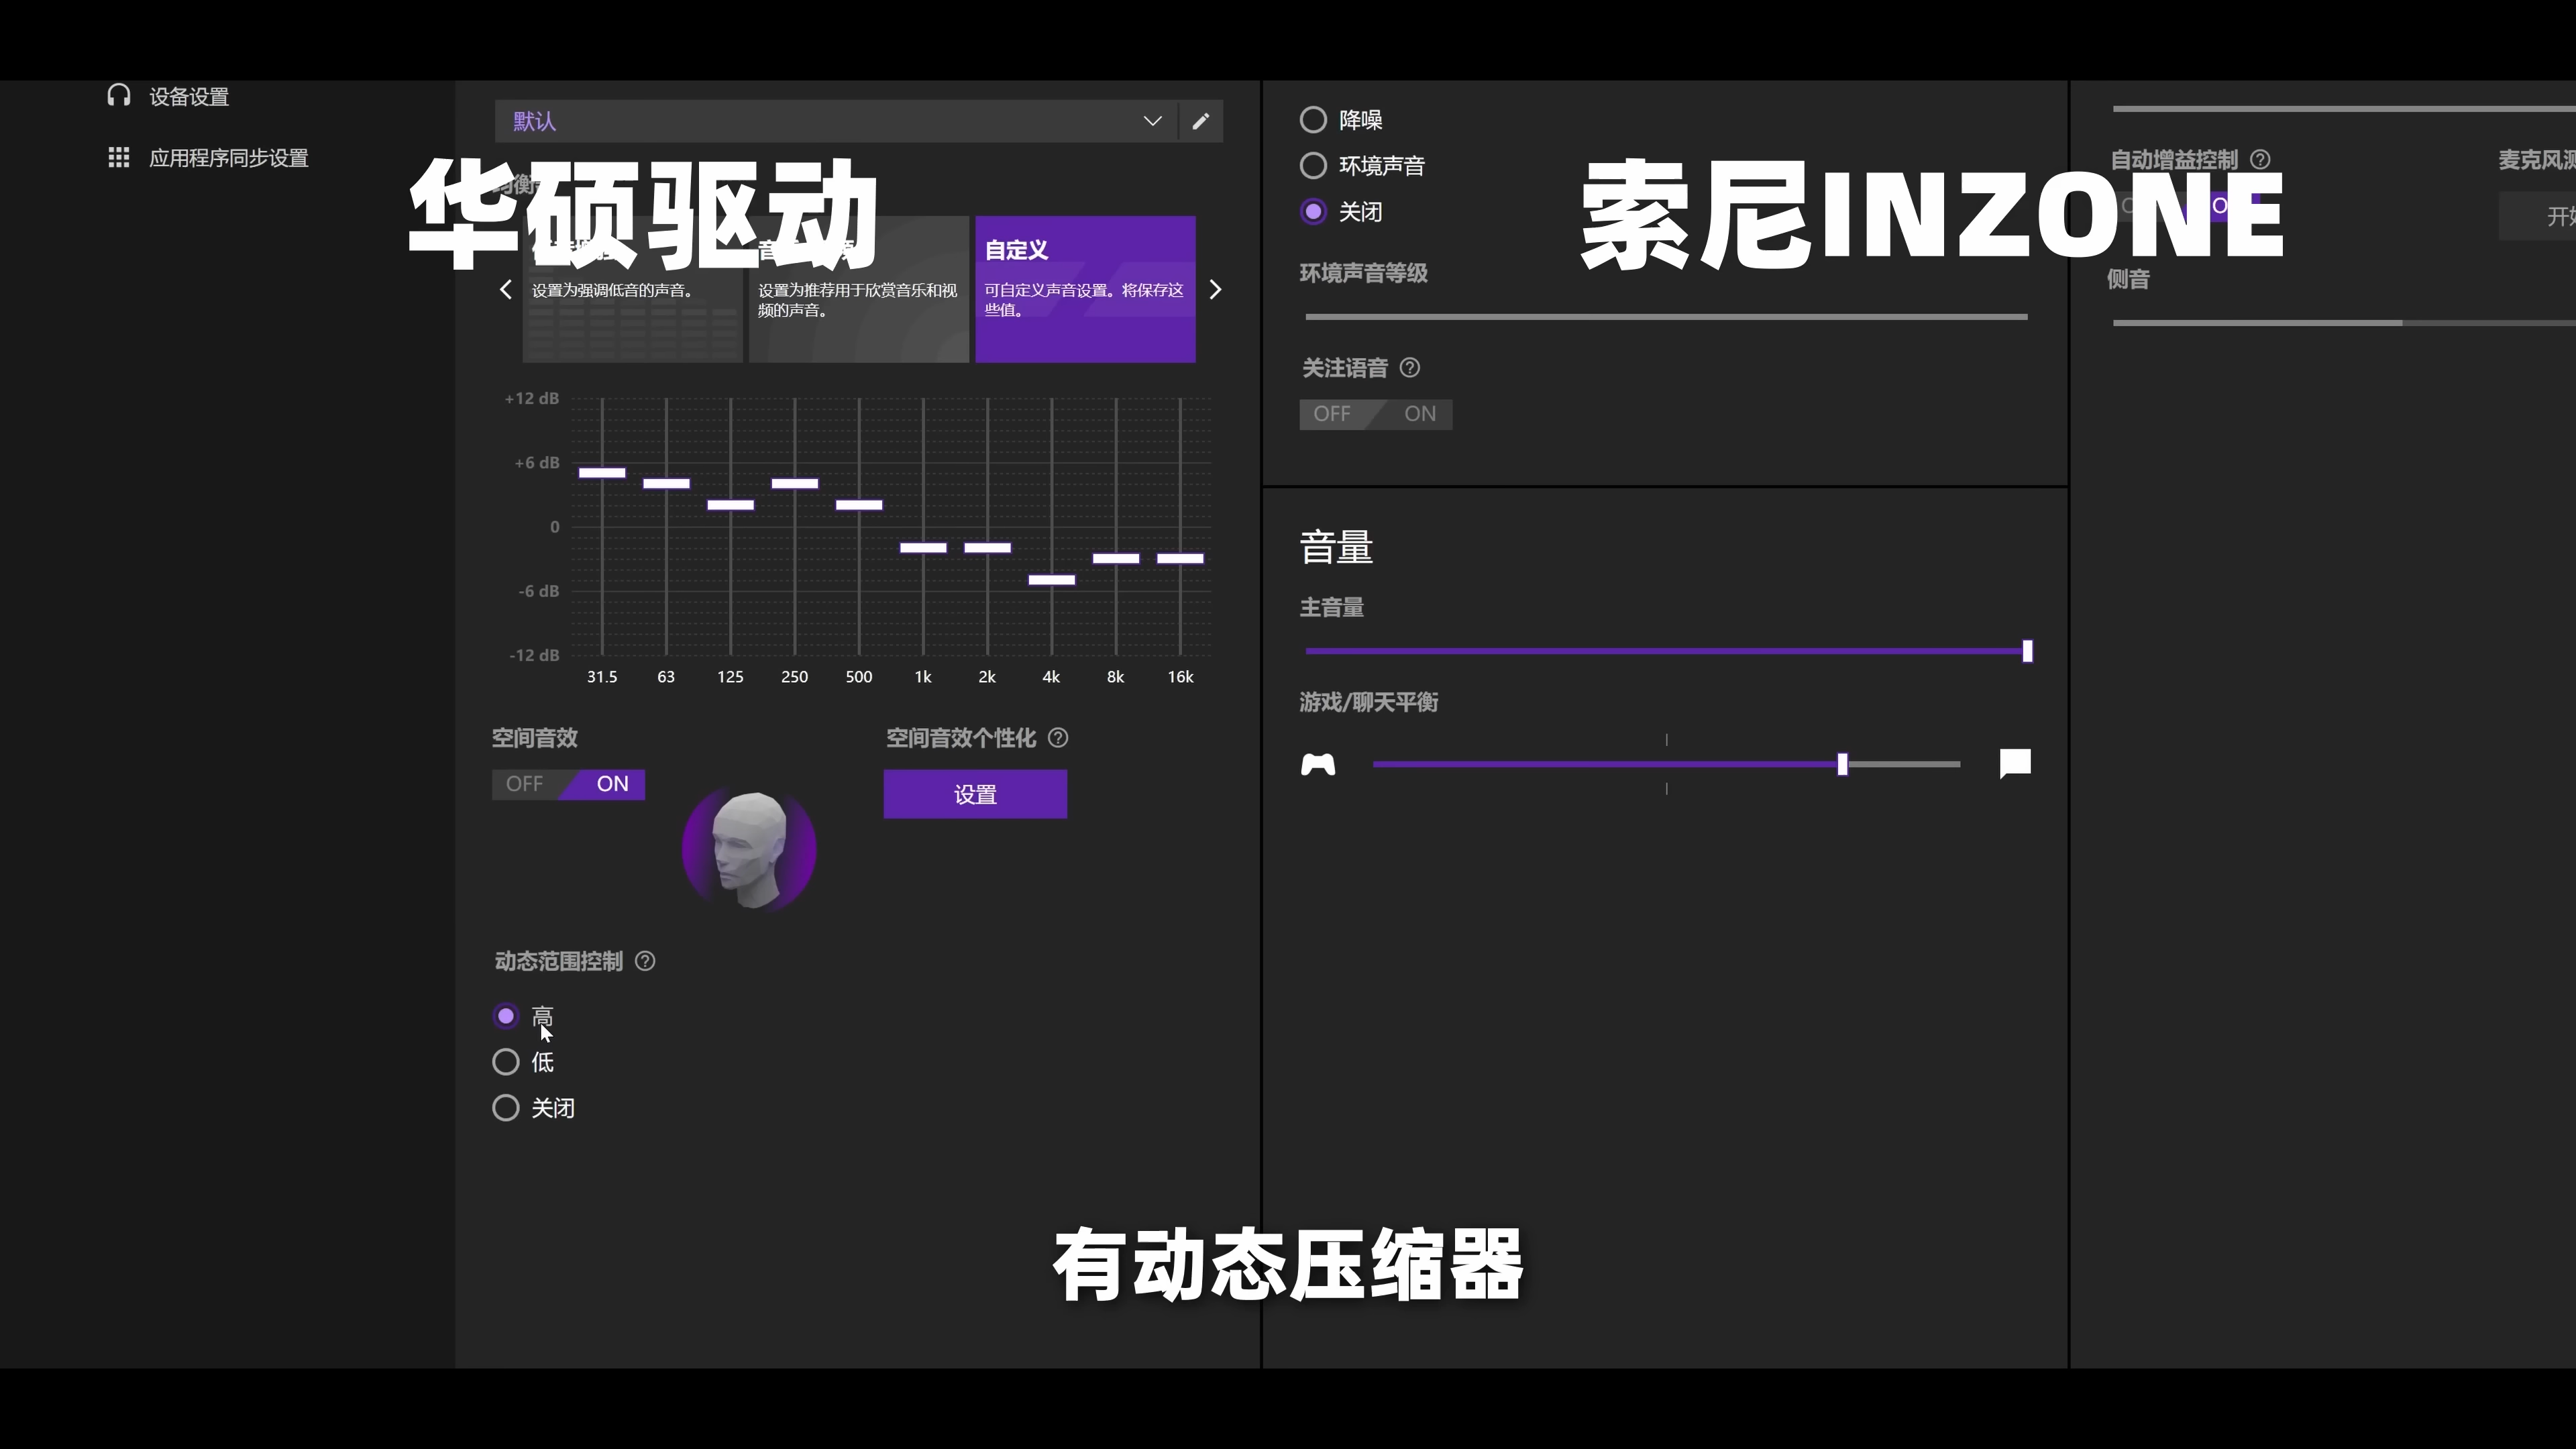 设备设置
应用程序同步设置
默认
华硕驱动
设置为强调低音的声音。
设置为推荐用于欣赏音乐和视
频的声音。
自定义
可自定义声音设置。将保存这
些值。
+12 dB
+6 dB
0
-6 dB
-12 dB
31.5 63 125 250 500 1k 2k 4k 8k 16k
空间音效
OFF ON
空间音效个性化
设置
动态范围控制
高
低
关闭
降噪
环境声音
关闭
索尼INZONE
环境声音等级
关注语音
OFF ON
音量
主音量
游戏/聊天平衡
自动增益控制
麦克风测
开始
侧音
有动态压缩器